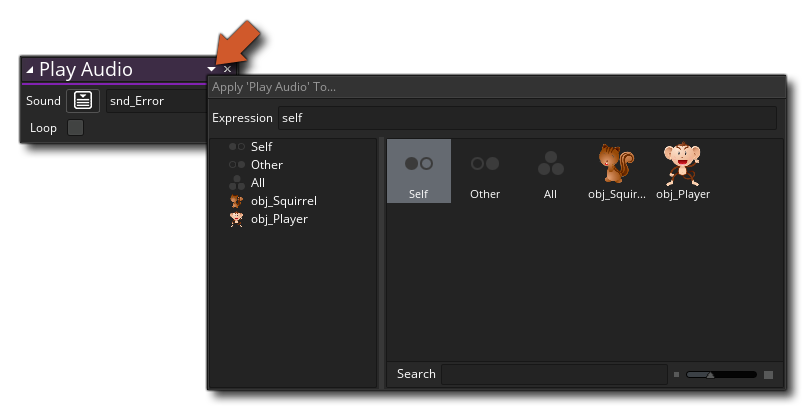 Play Audio
Sound snd_Error
Loop
Apply 'Play Audio' To...
Expression self
Self
Other
All
obj_Squirrel
obj_Player
Self Other All obj_Squir... obj_Player
Search